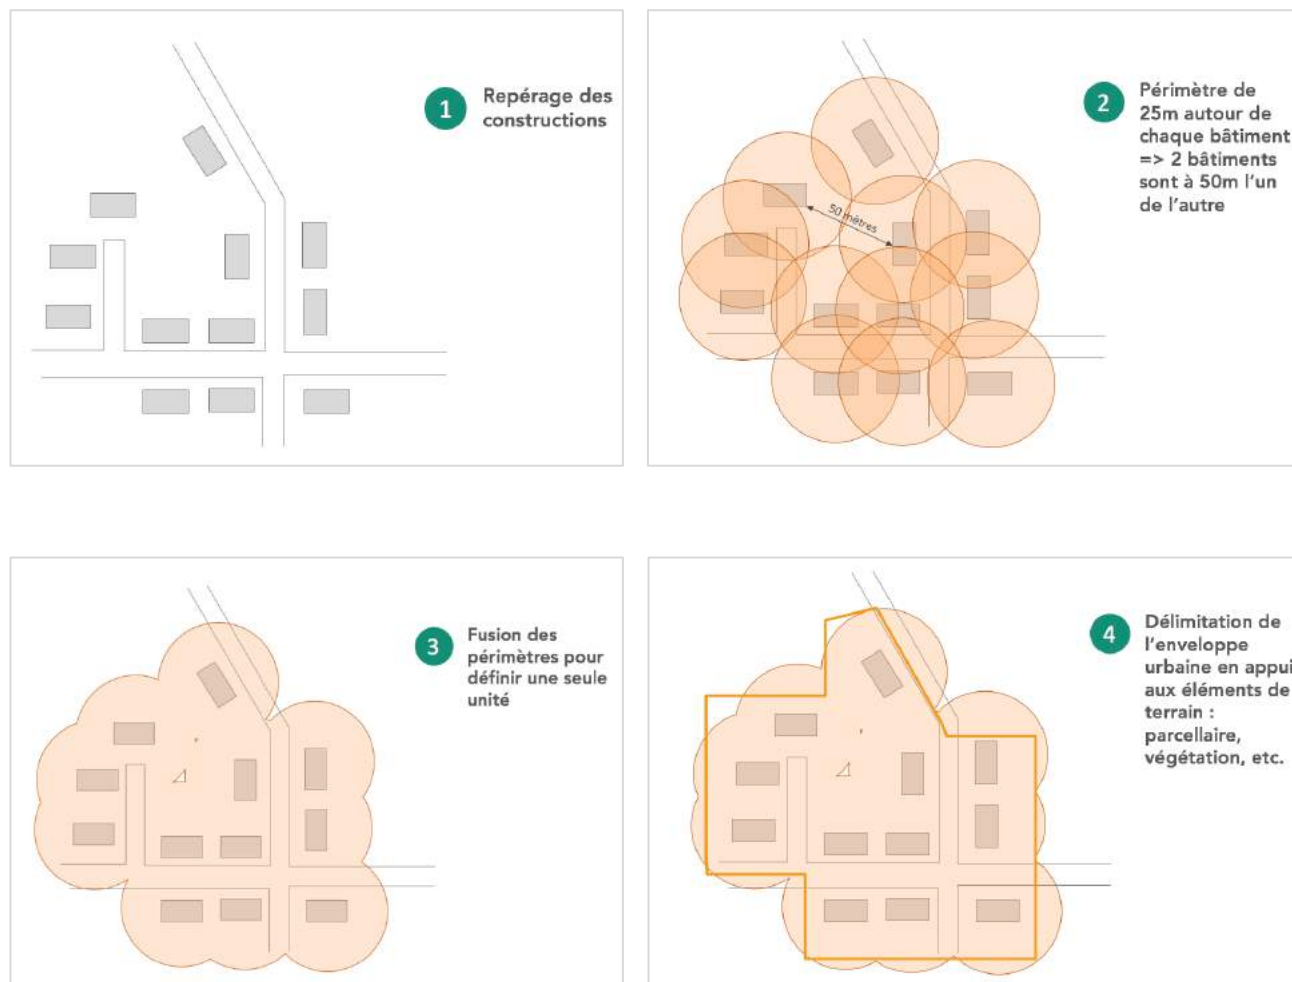 1
Repérage des
constructions
2
Périmètre de
25m autour de
chaque bâtiment
=> 2 bâtiments
sont à 50m l'un
de l'autre
50 mètres
3
Fusion des
périmètres pour
définir une seule
unité
4
Délimitation de
l'enveloppe
urbaine en appui
aux éléments de
terrain :
parcellaire,
végétation, etc.